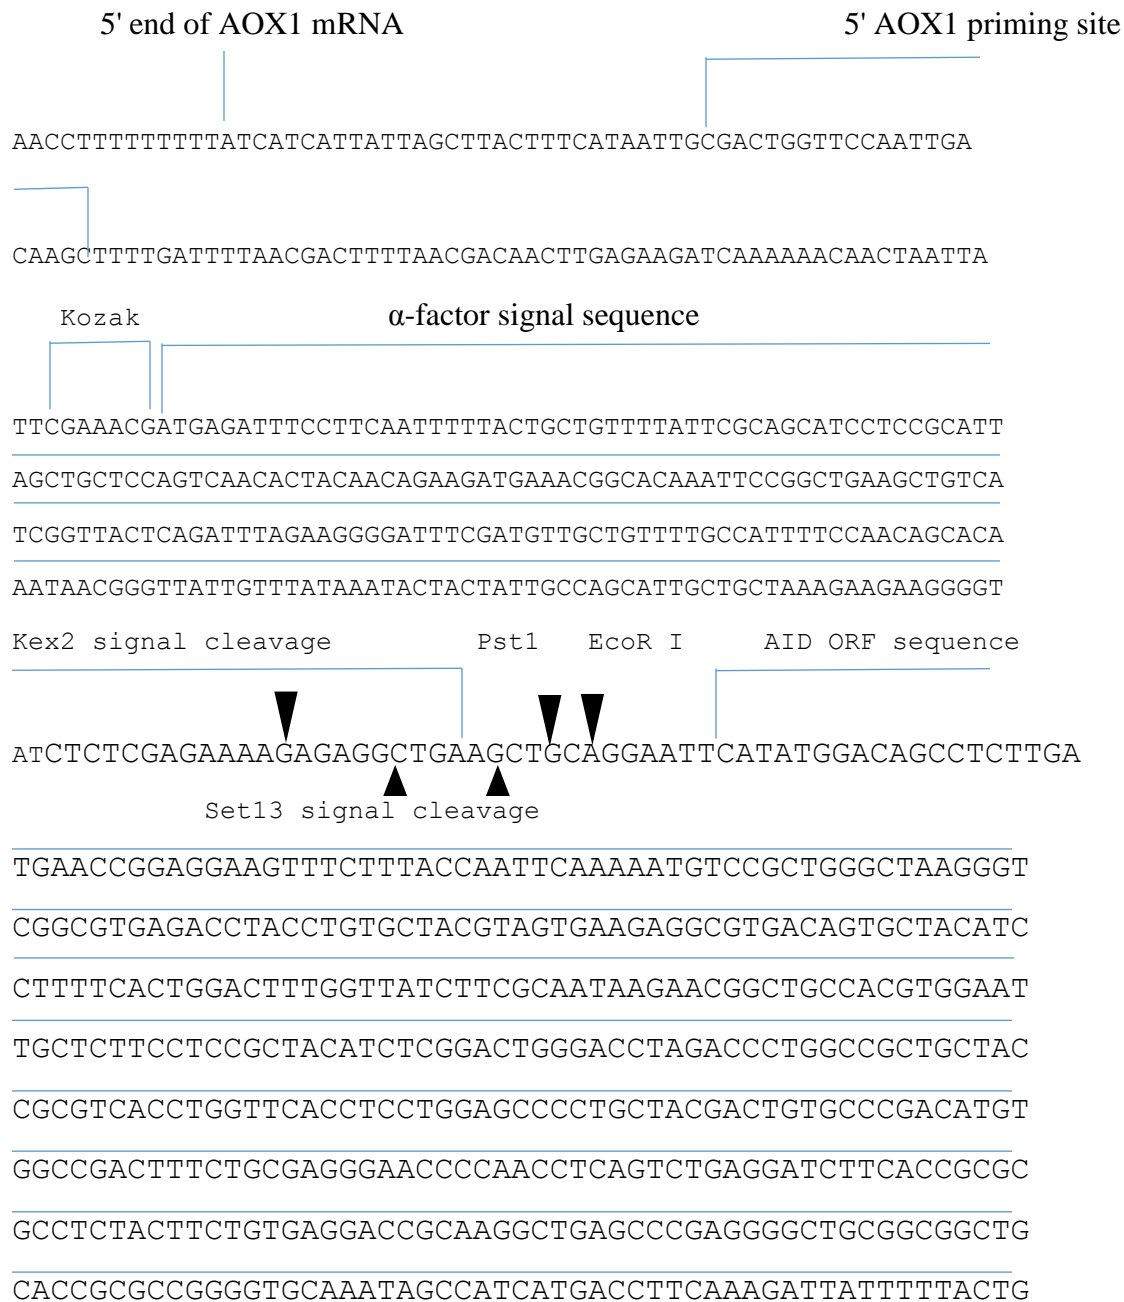 5' end of AOX1 mRNA 5' AOX1 priming site
AACCTTTTTTTTTATCATCATTATTAGCTTACTTTCATAATTGCGACTGGTTCCAATTGA
CAAGCTTTTGATTTTAACGACTTTTAACGACAACTTGAGAAGATCAAAAAACAACTAATTA
Kozak α-factor signal sequence
TTCGAAACGATGAGATTTCCTTCAATTTTTACTGCTGTTTTATTCGCAGCATCCTCCGCATT
AGCTGCTCCAGTCAACACTACAACAGAAGATGAAACGGCACAAATTCCGGCTGAAGCTGTCA
TCGGTTACTCAGATTTAGAAGGGGATTTCGATGTTGCTGTTTTGCCATTTTCCAACAGCACA
AATAACGGGTTATTGTTTATAAATACTACTATTGCCAGCATTGCTGCTAAAGAAGAAGGGGT
Kex2 signal cleavage Pst1 EcoR I AID ORF sequence
ATCTCTCGAGAAAAGAGAGGCTGAAGCTGCAGGAATTCATATGGACAGCCTCTTGA
Set13 signal cleavage
TGAACCGGAGGAAGTTTCTTTACCAATTCAAAAATGTCCGCTGGGCTAAGGGT
CGGCGTGAGACCTACCTGTGCTACGTAGTGAAGAGGCGTGACAGTGCTACATC
CTTTTCACTGGACTTTGGTTATCTTCGCAATAAGAACGGCTGCCACGTGGAAT
TGCTCTTCCTCCGCTACATCTCGGACTGGGACCTAGACCCTGGCCGCTGCTAC
CGCGTCACCTGGTTCACCTCCTGGAGCCCCTGCTACGACTGTGCCCGACATGT
GGCCGACTTTCTGCGAGGGAACCCCAACCTCAGTCTGAGGATCTTCACCGCGC
GCCTCTACTTCTGTGAGGACCGCAAGGCTGAGCCCGAGGGGCTGCGGCGGCTG
CACCGCGCCGGGGTGCAAATAGCCATCATGACCTTCAAAGATTATTTTTACTG